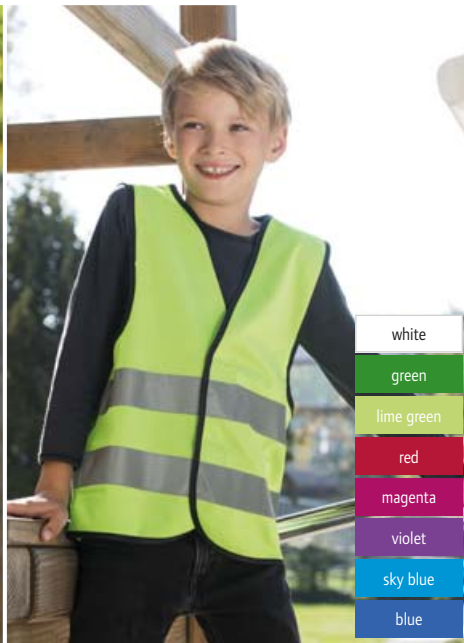 white
green
lime green
red
magenta
violet
sky blue
blue